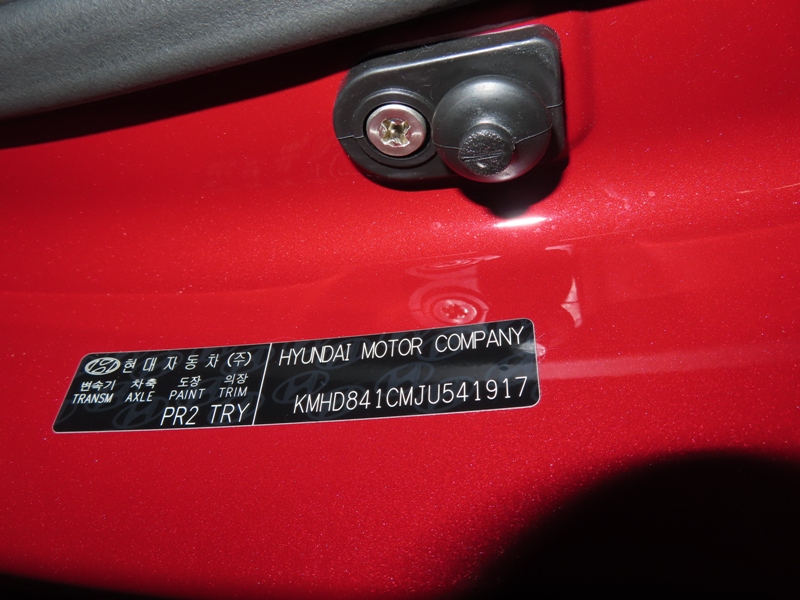 현대자동차(주)
변속기 차축 도장 의장
TRANSM AXLE PAINT TRIM
PR2 TRY
HYUNDAI MOTOR COMPANY
KMHD841CMJU541917